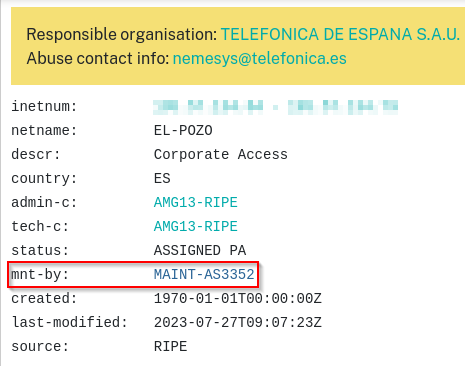 Responsible organisation: TELEFONICA DE ESPANA S.A.U.
Abuse contact info: nemesys@telefonica.es
inetnum:
netname: EL-POZO
descr: Corporate Access
country: ES
admin-c: AMG13-RIPE
tech-c: AMG13-RIPE
status: ASSIGNED PA
mnt-by: MAINT-AS3352
created: 1970-01-01T00:00:00Z
last-modified: 2023-07-27T09:07:23Z
source: RIPE